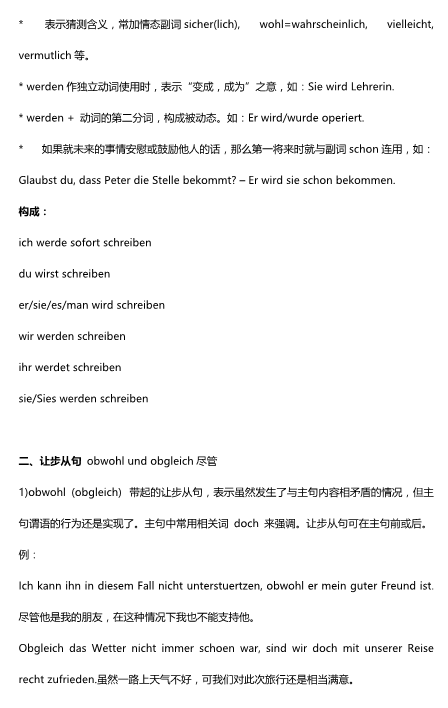 * 表示猜测含义，常加情态副词 sicher(lich), wohl=wahrscheinlich, vielleicht,
vermutlich 等。
* werden 作独立动词使用时，表示“变成，成为”之意，如：Sie wird Lehrerin.
* werden + 动词的第二分词，构成被动态。如：Er wird/wurde operiert.
* 如果就未来的事情安慰或鼓励他人的话，那么第一将来时就与副词 schon 连用，如：
Glaubst du, dass Peter die Stelle bekommt? – Er wird sie schon bekommen.
构成：
ich werde sofort schreiben
du wirst schreiben
er/sie/es/man wird schreiben
wir werden schreiben
ihr werdet schreiben
sie/Sies werden schreiben
二、让步从句 obwohl und obgleich 尽管
1)obwohl (obgleich) 带起的让步从句，表示虽然发生了与主句内容相矛盾的情况，但主
句谓语的行为还是实现了。主句中常用相关词 doch 来强调。让步从句可在主句前或后。
例：
Ich kann ihn in diesem Fall nicht unterstuertzen, obwohl er mein guter Freund ist.
尽管他是我的朋友，在这种情况下我也不能支持他。
Obgleich das Wetter nicht immer schoen war, sind wir doch mit unserer Reise
recht zufrieden.虽然一路上天气不好，可我们对此次旅行还是相当满意。